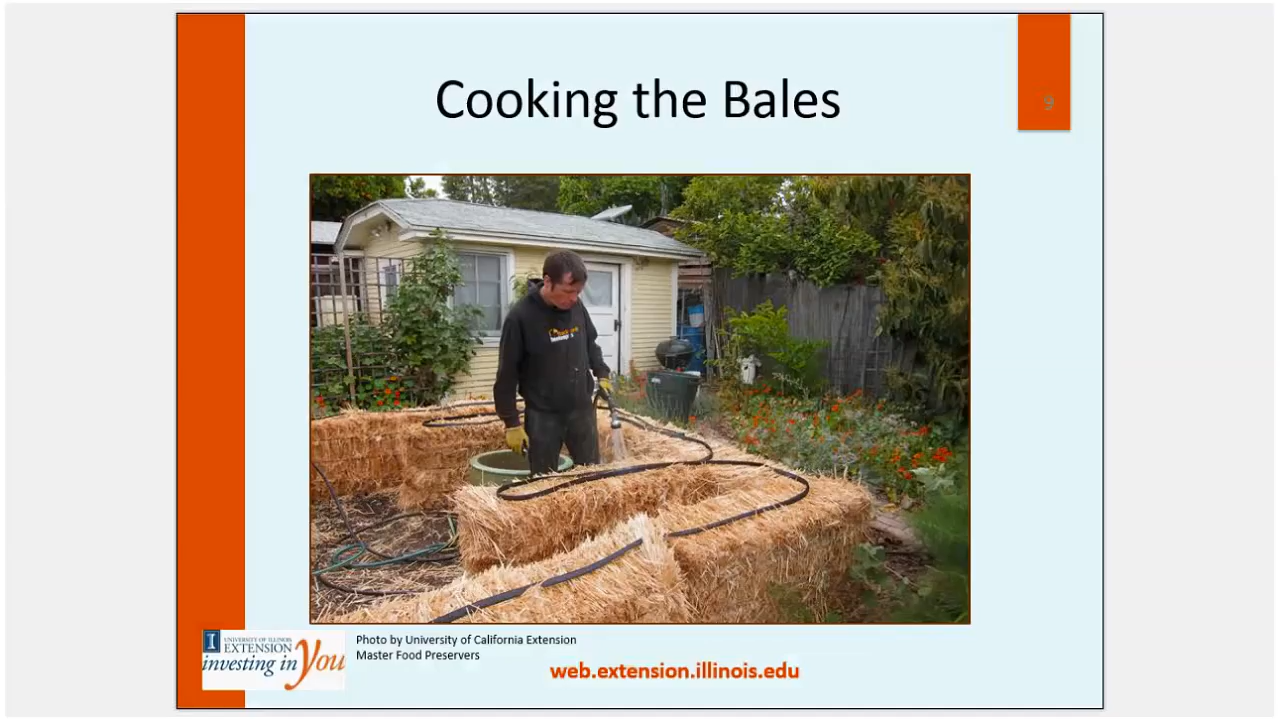 Cooking the Bales
9
I
UNIVERSITY OF ILLINOIS
EXTENSION
investing in you
Photo by University of California Extension
Master Food Preservers
web.extension.illinois.edu